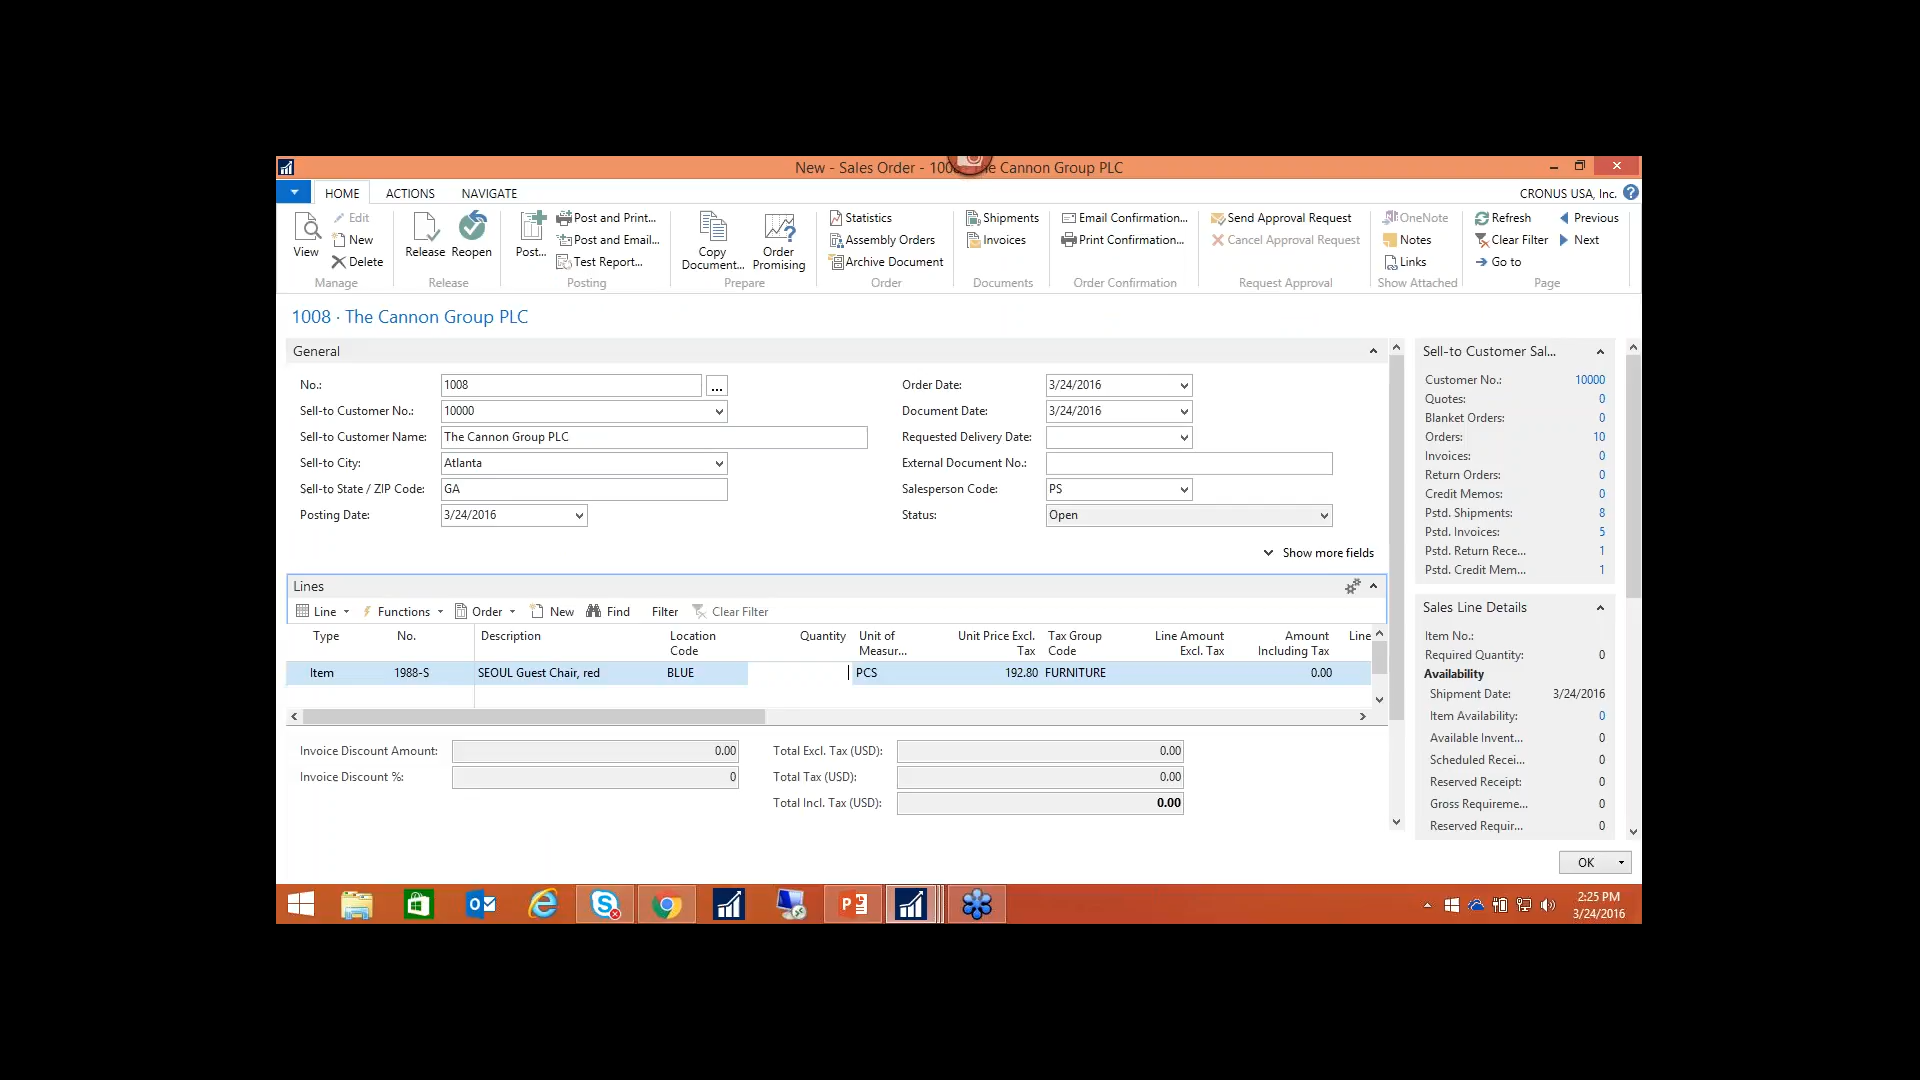 New - Sales Order - 100 e Cannon Group PLC
HOME ACTIONS NAVIGATE CRONUS USA, Inc. ?
View Edit New Delete
Manage
Release Reopen
Release
Post... Post and Print... Post and Email... Test Report...
Posting
Copy Document... Order Promising
Prepare
Statistics Assembly Orders Archive Document
Order
Shipments Invoices
Documents
Email Confirmation... Print Confirmation...
Order Confirmation
Send Approval Request Cancel Approval Request
Request Approval
OneNote Notes Links
Show Attached
Refresh Clear Filter Go to Previous Next
Page
1008 · The Cannon Group PLC
General
No.: 1008 ...
Sell-to Customer No.: 10000
Sell-to Customer Name: The Cannon Group PLC
Sell-to City: Atlanta
Sell-to State / ZIP Code: GA
Posting Date: 3/24/2016
Order Date: 3/24/2016
Document Date: 3/24/2016
Requested Delivery Date:
External Document No.:
Salesperson Code: PS
Status: Open
Show more fields
Lines
Line Functions Order New Find Filter Clear Filter
Type No. Description Location Code Quantity Unit of Measur... Unit Price Excl. Tax Tax Group Code Line Amount Excl. Tax Amount Including Tax Line
Item 1988-S SEOUL Guest Chair, red BLUE PCS 192.80 FURNITURE 0.00
Invoice Discount Amount: 0.00
Invoice Discount %: 0
Total Excl. Tax (USD): 0.00
Total Tax (USD): 0.00
Total Incl. Tax (USD): 0.00
Sell-to Customer Sal...
Customer No.: 10000
Quotes: 0
Blanket Orders: 0
Orders: 10
Invoices: 0
Return Orders: 0
Credit Memos: 0
Pstd. Shipments: 8
Pstd. Invoices: 5
Pstd. Return Rece... 1
Pstd. Credit Mem... 1
Sales Line Details
Item No.:
Required Quantity: 0
Availability
Shipment Date: 3/24/2016
Item Availability: 0
Available Invent... 0
Scheduled Recei... 0
Reserved Receipt: 0
Gross Requireme... 0
Reserved Requir... 0
OK
2:25 PM
3/24/2016